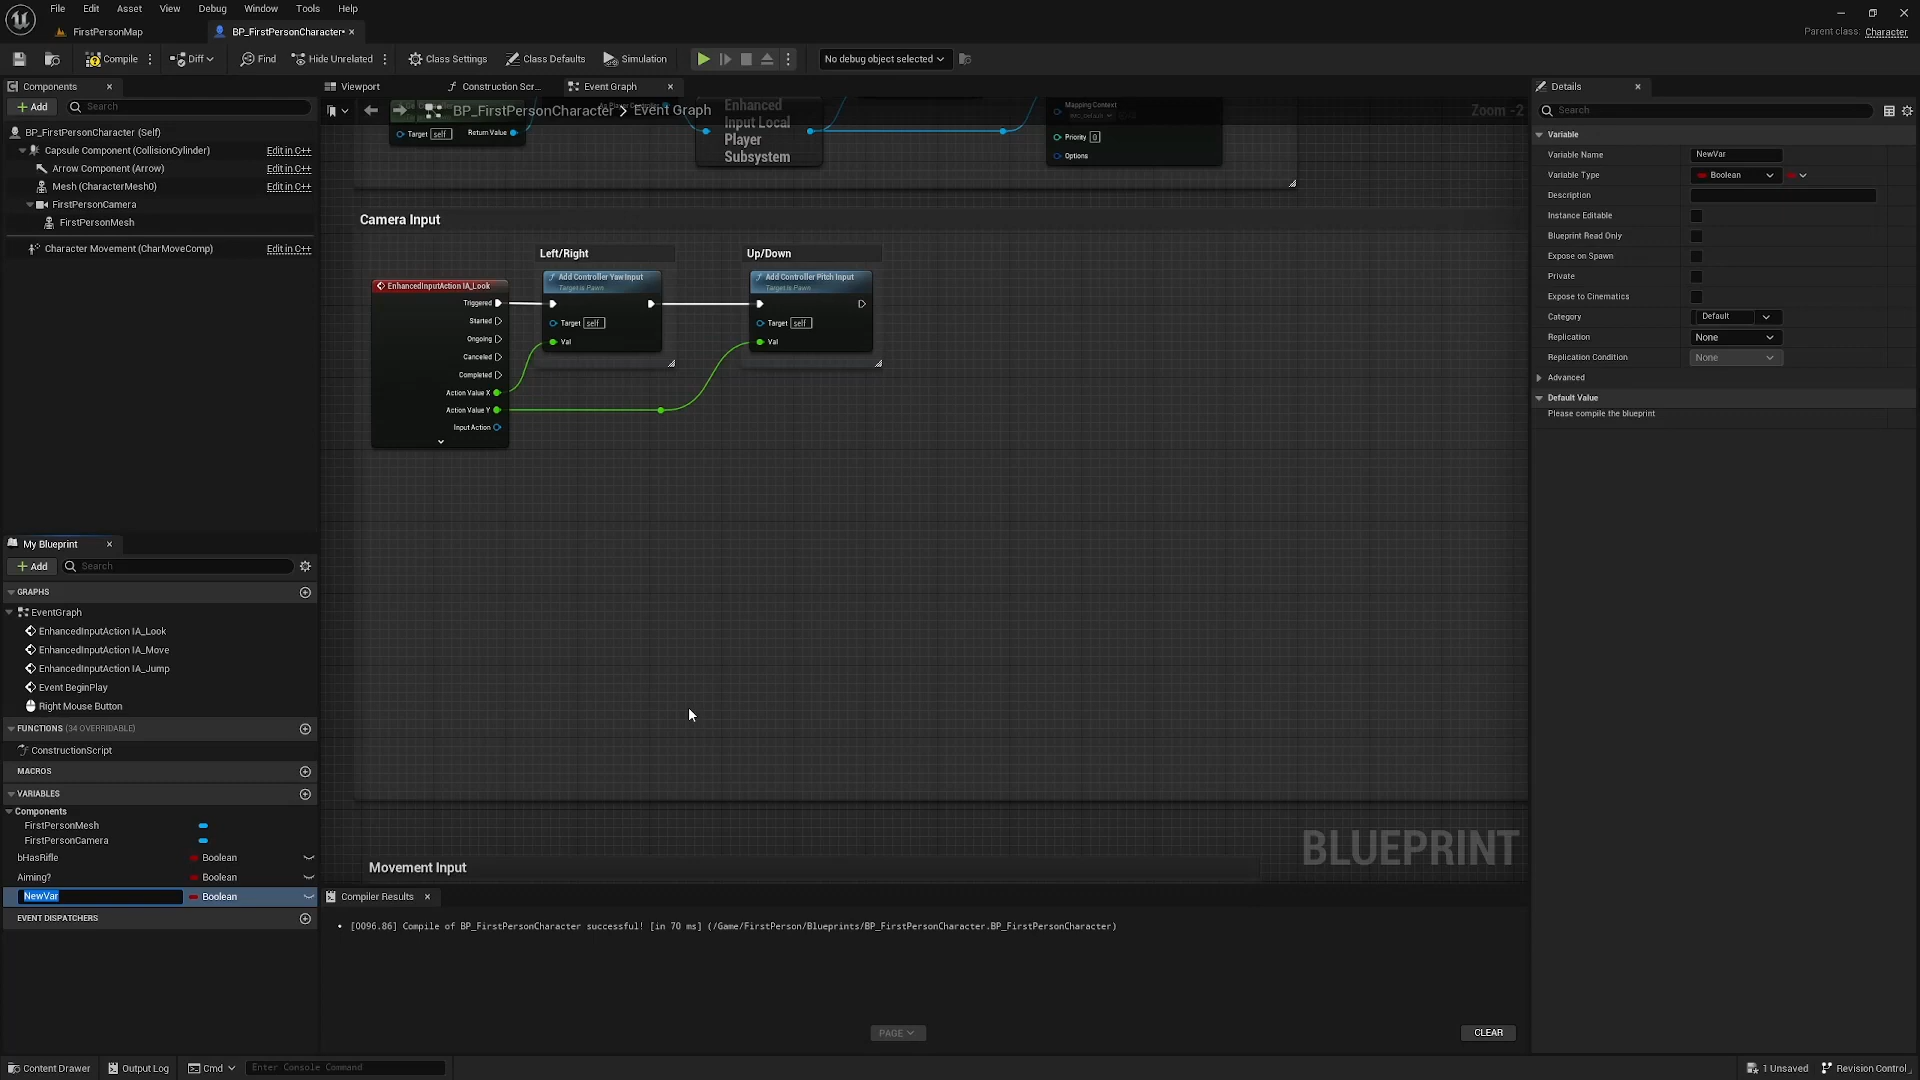 File Edit Asset View Debug Window Tools Help
FirstPersonMap
BP_FirstPersonCharacter•
Parent class: Character
Compile
Diff
Find
Hide Unrelated
Class Settings
Class Defaults
Simulation
No debug object selected
Components
Add
Search
BP_FirstPersonCharacter (Self)
Capsule Component (CollisionCylinder) Edit in C++
Arrow Component (Arrow) Edit in C++
Mesh (CharacterMesh0) Edit in C++
FirstPersonCamera
FirstPersonMesh
Character Movement (CharMoveComp) Edit in C++
My Blueprint
Add
Search
GRAPHS
EventGraph
EnhancedInputAction IA_Look
EnhancedInputAction IA_Move
EnhancedInputAction IA_Jump
Event BeginPlay
Right Mouse Button
FUNCTIONS (34 OVERRIDABLE)
ConstructionScript
MACROS
VARIABLES
Components
FirstPersonMesh
FirstPersonCamera
bHasRifle Boolean
Aiming? Boolean
NewVar Boolean
EVENT DISPATCHERS
Viewport
Construction Scr...
Event Graph
BP_FirstPersonCharacter > Event Graph
Zoom -2
Target self Return Value
Enhanced
Input Local
Player
Subsystem
Mapping Context
Priority 0
Options
Camera Input
Left/Right
Up/Down
EnhancedInputAction IA_Look
Triggered
Started
Ongoing
Canceled
Completed
Action Value X
Action Value Y
Input Action
Add Controller Yaw Input
Target is Pawn
Target self
Val
Add Controller Pitch Input
Target is Pawn
Target self
Val
BLUEPRINT
Movement Input
Compiler Results
[0096.86] Compile of BP_FirstPersonCharacter successful! [in 70 ms] (/Game/FirstPerson/Blueprints/BP_FirstPersonCharacter.BP_FirstPersonCharacter)
PAGE
CLEAR
Details
Search
Variable
Variable Name NewVar
Variable Type Boolean
Description
Instance Editable
Blueprint Read Only
Expose on Spawn
Private
Expose to Cinematics
Category Default
Replication None
Replication Condition None
Advanced
Default Value
Please compile the blueprint
Content Drawer
Output Log
Cmd
Enter Console Command
1 Unsaved
Revision Control